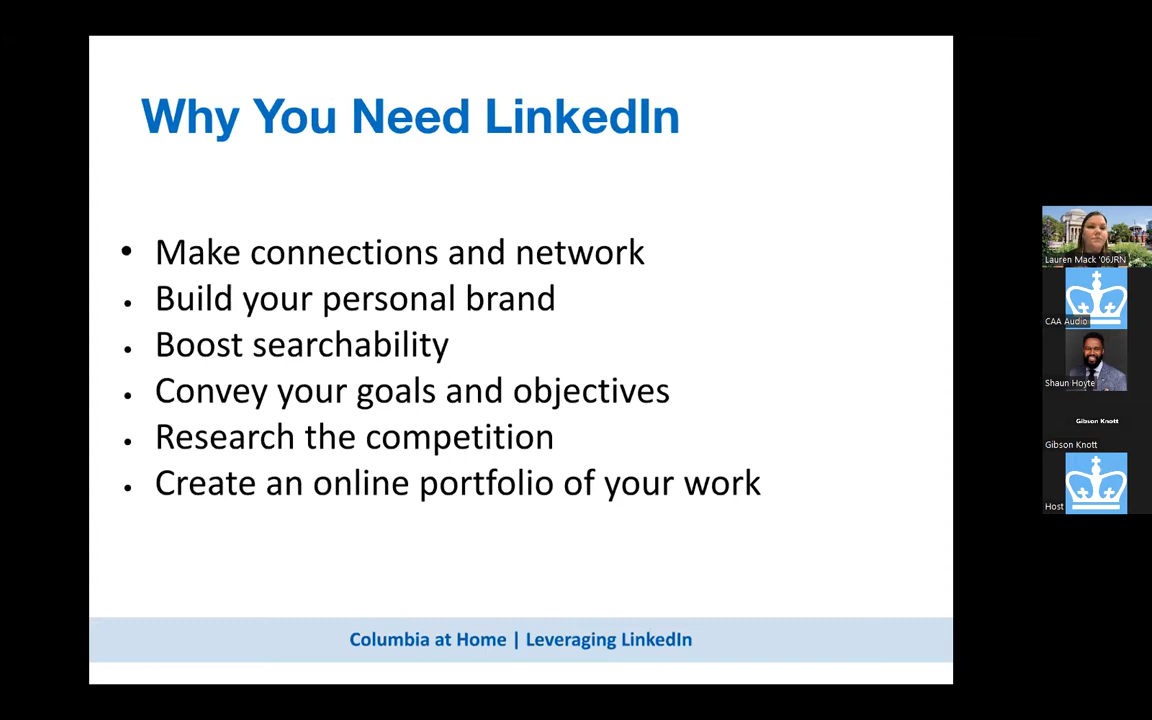 Why You Need LinkedIn
• Make connections and network
• Build your personal brand
• Boost searchability
• Convey your goals and objectives
• Research the competition
• Create an online portfolio of your work
Columbia at Home | Leveraging LinkedIn
Lauren Mack '06JRN
CAA Audio
Shaun Hoyte
Gibson Knott
Gibson Knott
Host